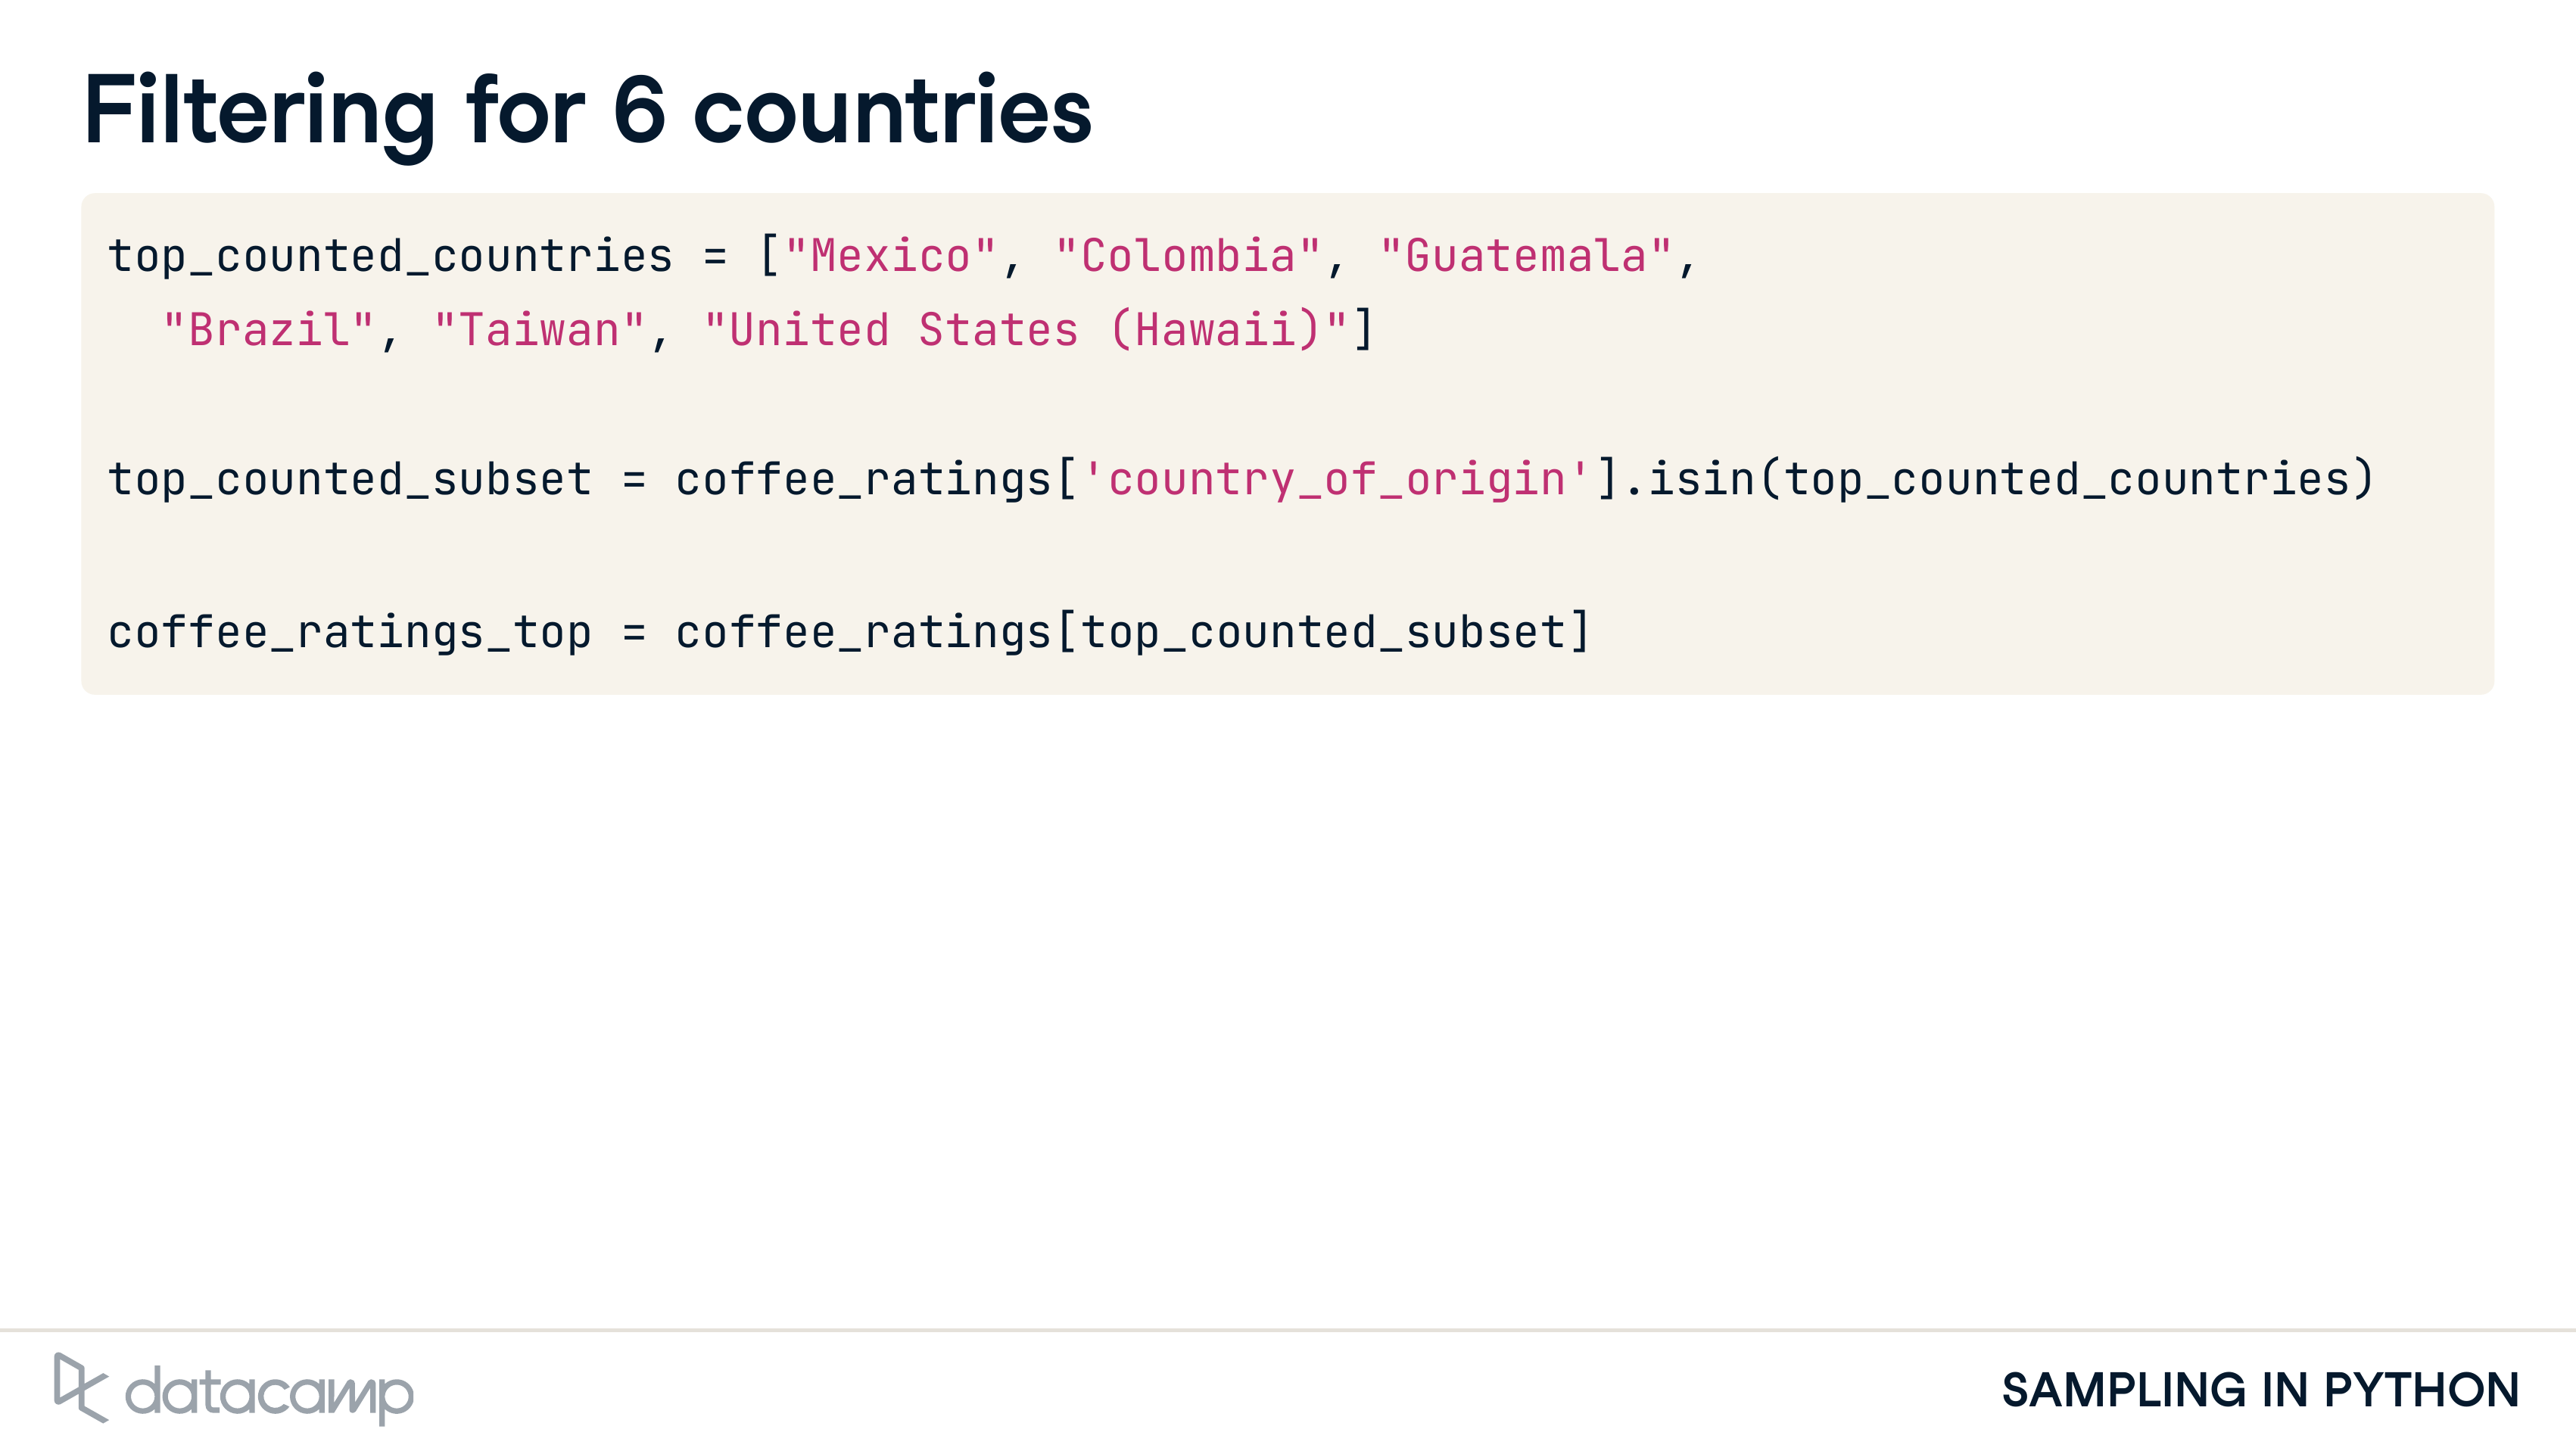 Filtering for 6 countries
top_counted_countries = ["Mexico", "Colombia", "Guatemala",
  "Brazil", "Taiwan", "United States (Hawaii)"]
top_counted_subset = coffee_ratings['country_of_origin'].isin(top_counted_countries)
coffee_ratings_top = coffee_ratings[top_counted_subset]
datacamp
SAMPLING IN PYTHON